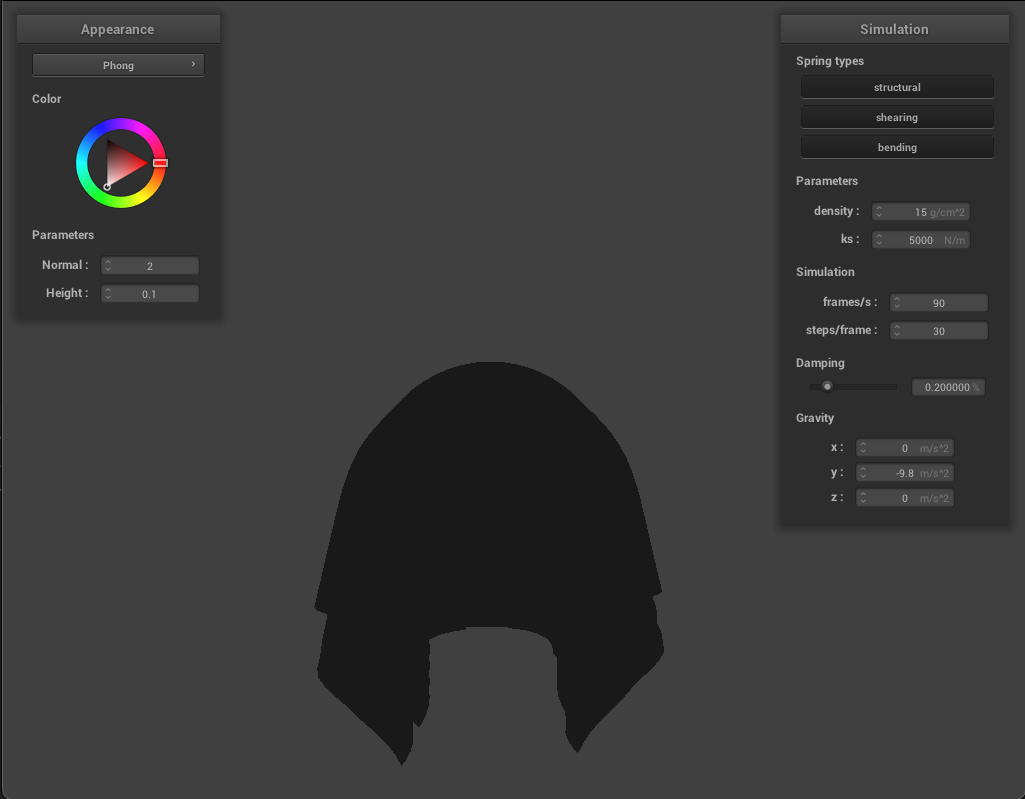 Appearance
Phong ›
Color
Parameters
Normal : 2
Height : 0.1
Simulation
Spring types
structural
shearing
bending
Parameters
density : 15 g/cm^2
ks : 5000 N/m
Simulation
frames/s : 90
steps/frame : 30
Damping
0.200000 %
Gravity
x : 0 m/s^2
y : -9.8 m/s^2
z : 0 m/s^2